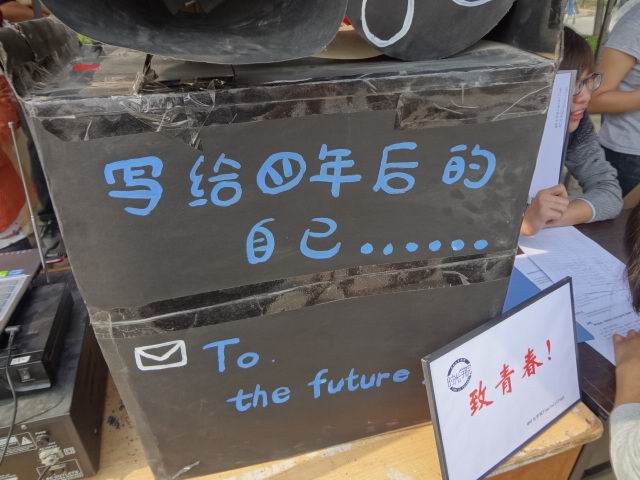 写给四年后的
自己......
To.
the future
致青春!